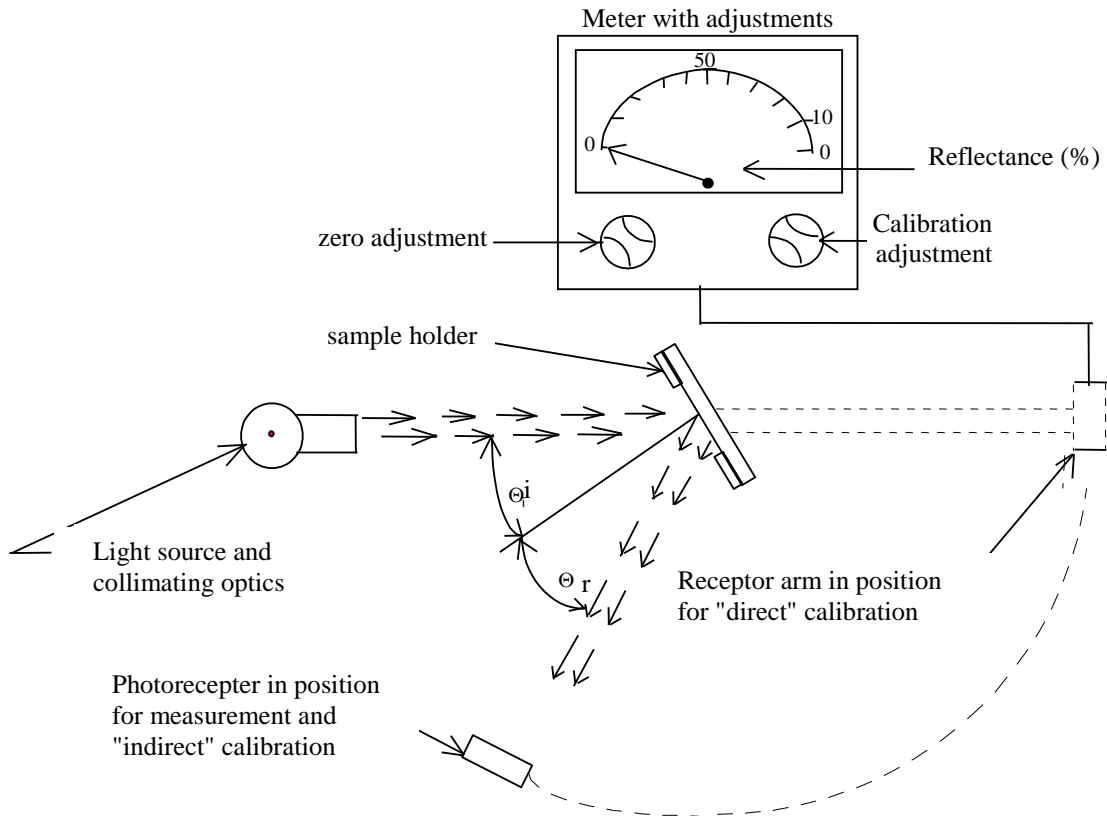 Meter with adjustments
50
10
0
0
Reflectance (%)
zero adjustment
Calibration
adjustment
sample holder
Θi
i
Θ r
Light source and
collimating optics
Receptor arm in position
for "direct" calibration
Photorecepter in position
for measurement and
"indirect" calibration